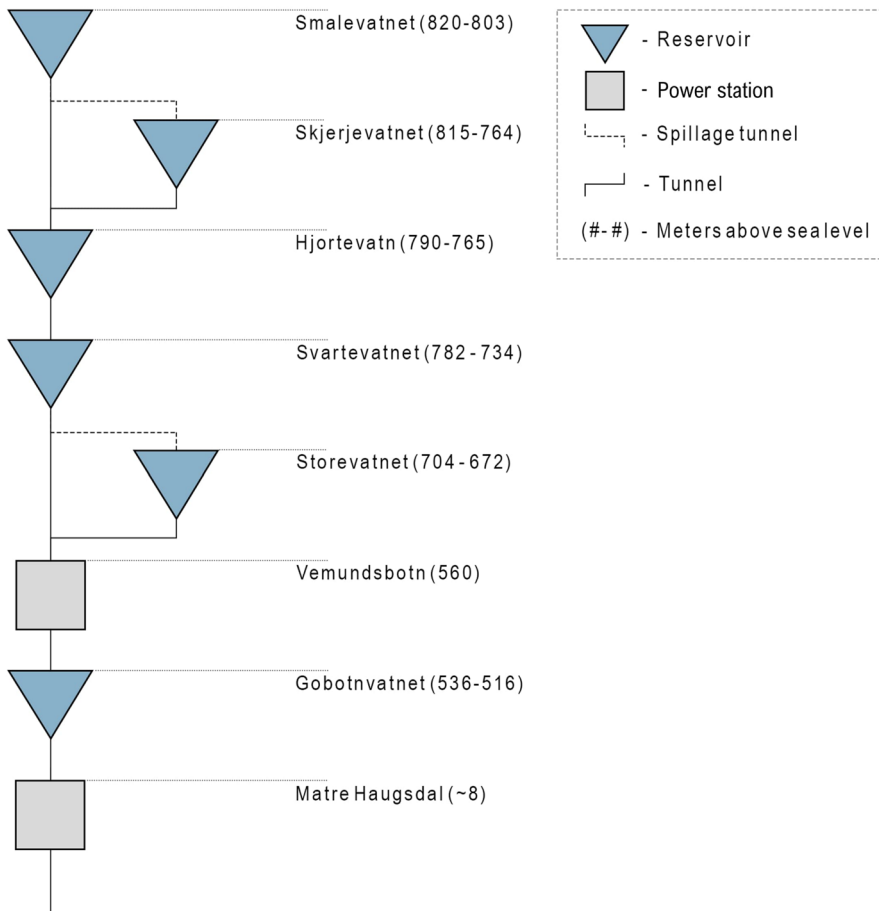 Smalevatnet (820-803)
- Reservoir
- Power station
Skjerjevatnet (815-764)
- Spillage tunnel
- Tunnel
(#-#) - Meters above sea level
Hjortevatn (790-765)
Svartevatnet (782-734)
Storevatnet (704-672)
Vemundsbotn (560)
Gobotnvatnet (536-516)
Matre Haugsdal (~8)